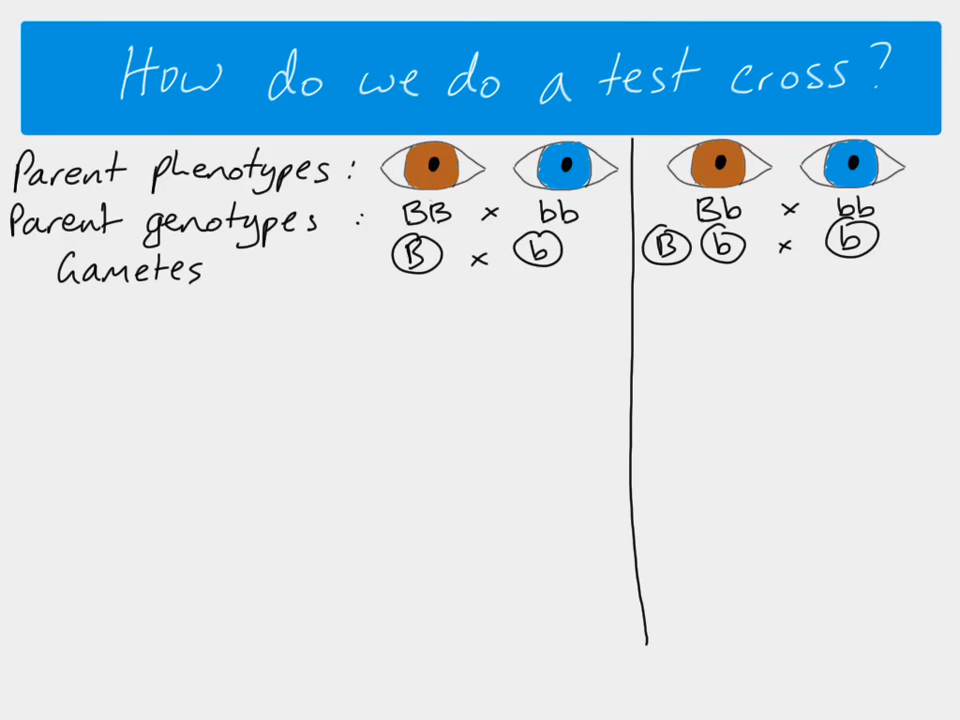 How do we do a test cross?
Parent phenotypes :
Parent genotypes : BB x bb Bb x bb
Gametes B x b B b x b